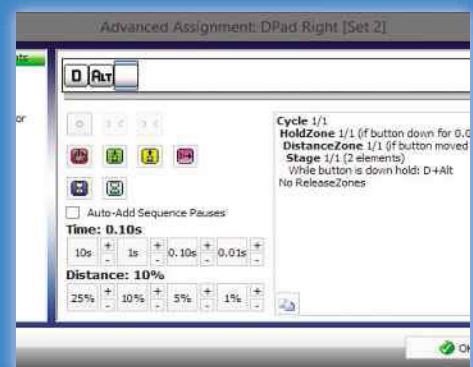 Advanced Assignment: DPad Right [Set 2]
D ALT
or
Cycle 1/1
HoldZone 1/1 (if button down for 0.0
DistanceZone 1/1 (if button moved
Stage 1/1 (2 elements)
While button is down hold: D+Alt
No ReleaseZones
Auto-Add Sequence Pauses
Time: 0.10s
10s + - 1s + - 0.10s + - 0.01s + -
Distance: 10%
25% + - 10% + - 5% + - 1% + -